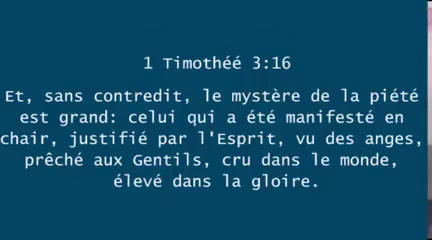 1 Timothéé 3:16
Et, sans contredit, le mystère de la piété
est grand: celui qui a été manifesté en
chair, justifié par l'Esprit, vu des anges,
prêché aux Gentils, cru dans le monde,
élevé dans la gloire.